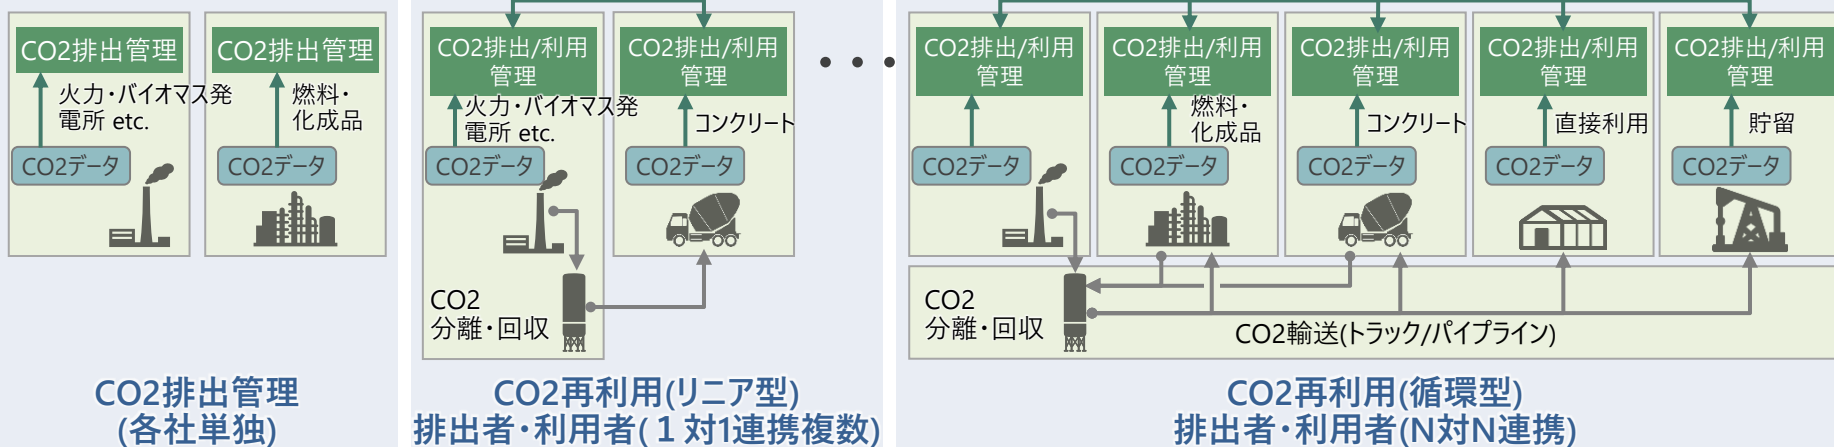 CO2排出管理
火力・バイオマス発
電所 etc.
CO2データ
CO2排出管理
燃料・
化成品
CO2データ
CO2排出管理
(各社単独)
CO2排出/利用
管理
火力・バイオマス発
電所 etc.
CO2データ
CO2排出/利用
管理
コンクリート
CO2データ
CO2
分離・回収
CO2再利用(リニア型)
排出者・利用者(１対1連携複数)
・・・
CO2排出/利用
管理
CO2データ
CO2排出/利用
管理
燃料・
化成品
CO2データ
CO2排出/利用
管理
コンクリート
CO2データ
CO2排出/利用
管理
直接利用
CO2データ
CO2排出/利用
管理
貯留
CO2データ
CO2
分離・回収
CO2輸送(トラック/パイプライン)
CO2再利用(循環型)
排出者・利用者(N対N連携)